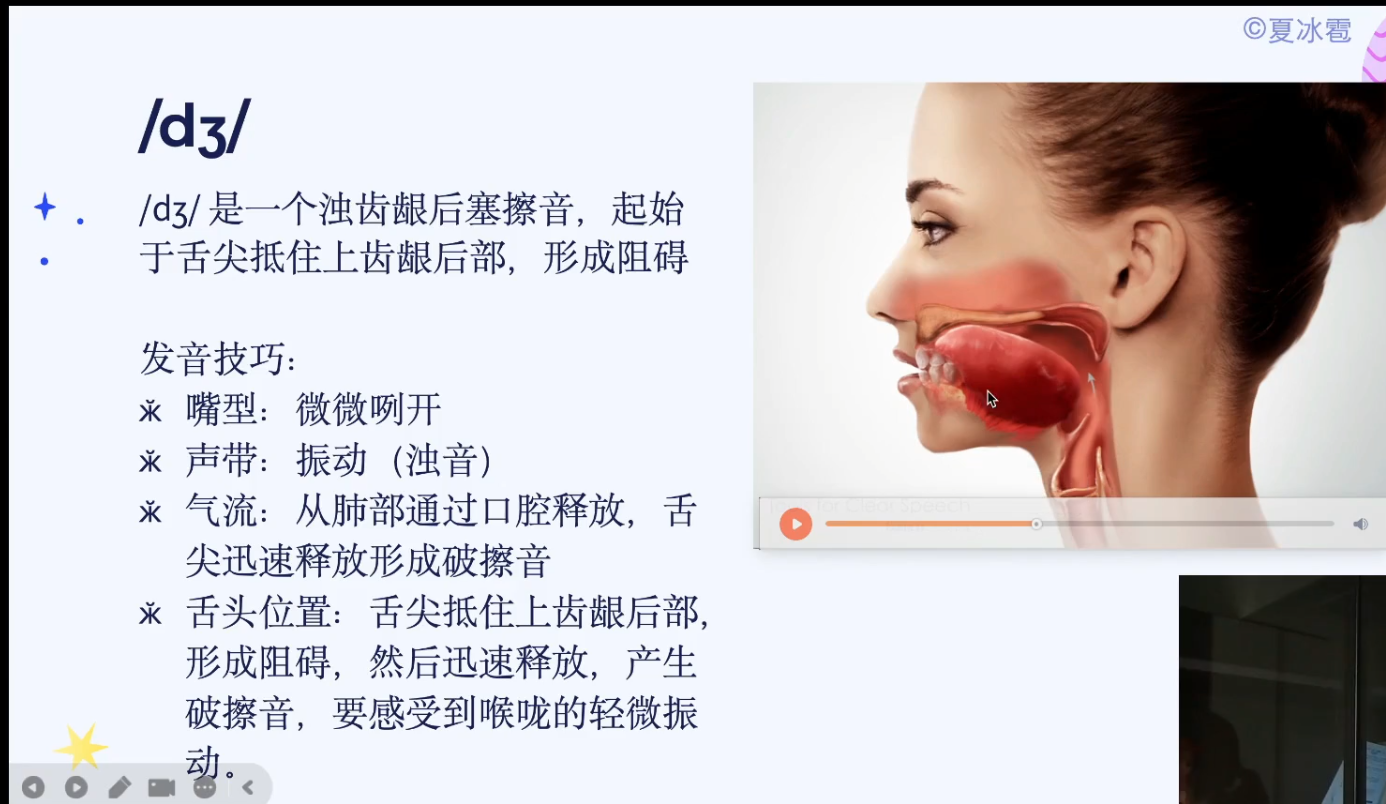 ©夏冰雹
/dʒ/
/dʒ/ 是一个浊齿龈后塞擦音，起始
于舌尖抵住上齿龈后部，形成阻碍
发音技巧：
ӝ 嘴型：微微咧开
ӝ 声带：振动（浊音）
ӝ 气流：从肺部通过口腔释放，舌
尖迅速释放形成破擦音
ӝ 舌头位置：舌尖抵住上齿龈后部，
形成阻碍，然后迅速释放，产生
破擦音，要感受到喉咙的轻微振
动。
for Clear Speech